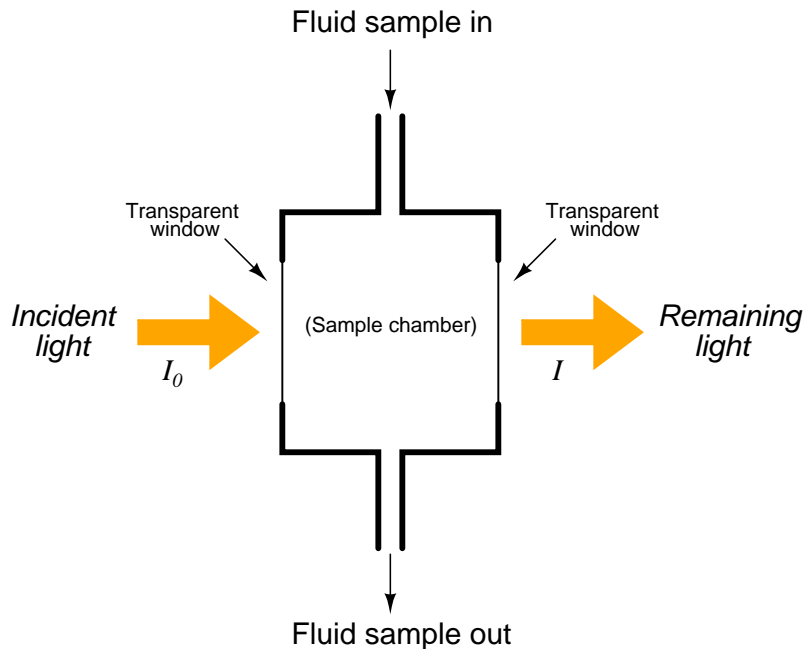 Fluid sample in
Transparent
window
Transparent
window
Incident
light
(Sample chamber)
Remaining
light
I0
I
Fluid sample out